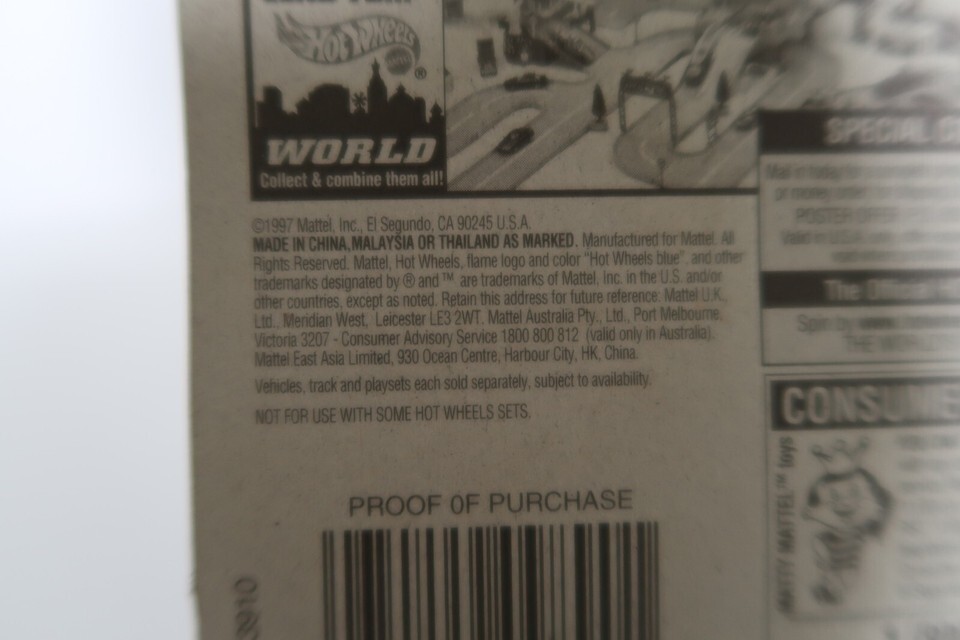 Hot Wheels
®
WORLD
Collect & combine them all!
©1997 Mattel, Inc., El Segundo, CA 90245 U.S.A.
MADE IN CHINA, MALAYSIA OR THAILAND AS MARKED. Manufactured for Mattel. All
Rights Reserved. Mattel, Hot Wheels, flame logo and color "Hot Wheels blue", and other
trademarks designated by ® and ™ are trademarks of Mattel, Inc. in the U.S. and/or
other countries, except as noted. Retain this address for future reference: Mattel U.K.,
Ltd., Meridian West, Leicester LE3 2WT. Mattel Australia Pty., Ltd., Port Melbourne,
Victoria 3207 - Consumer Advisory Service 1800 800 812 (valid only in Australia).
Mattel East Asia Limited, 930 Ocean Centre, Harbour City, HK, China.
Vehicles, track and playsets each sold separately, subject to availability.
NOT FOR USE WITH SOME HOT WHEELS SETS.
PROOF 0F PURCHASE
SPECIAL
POSTER OFFER
The Official
THE WORLD
CONSUME
MATTEL™ toys